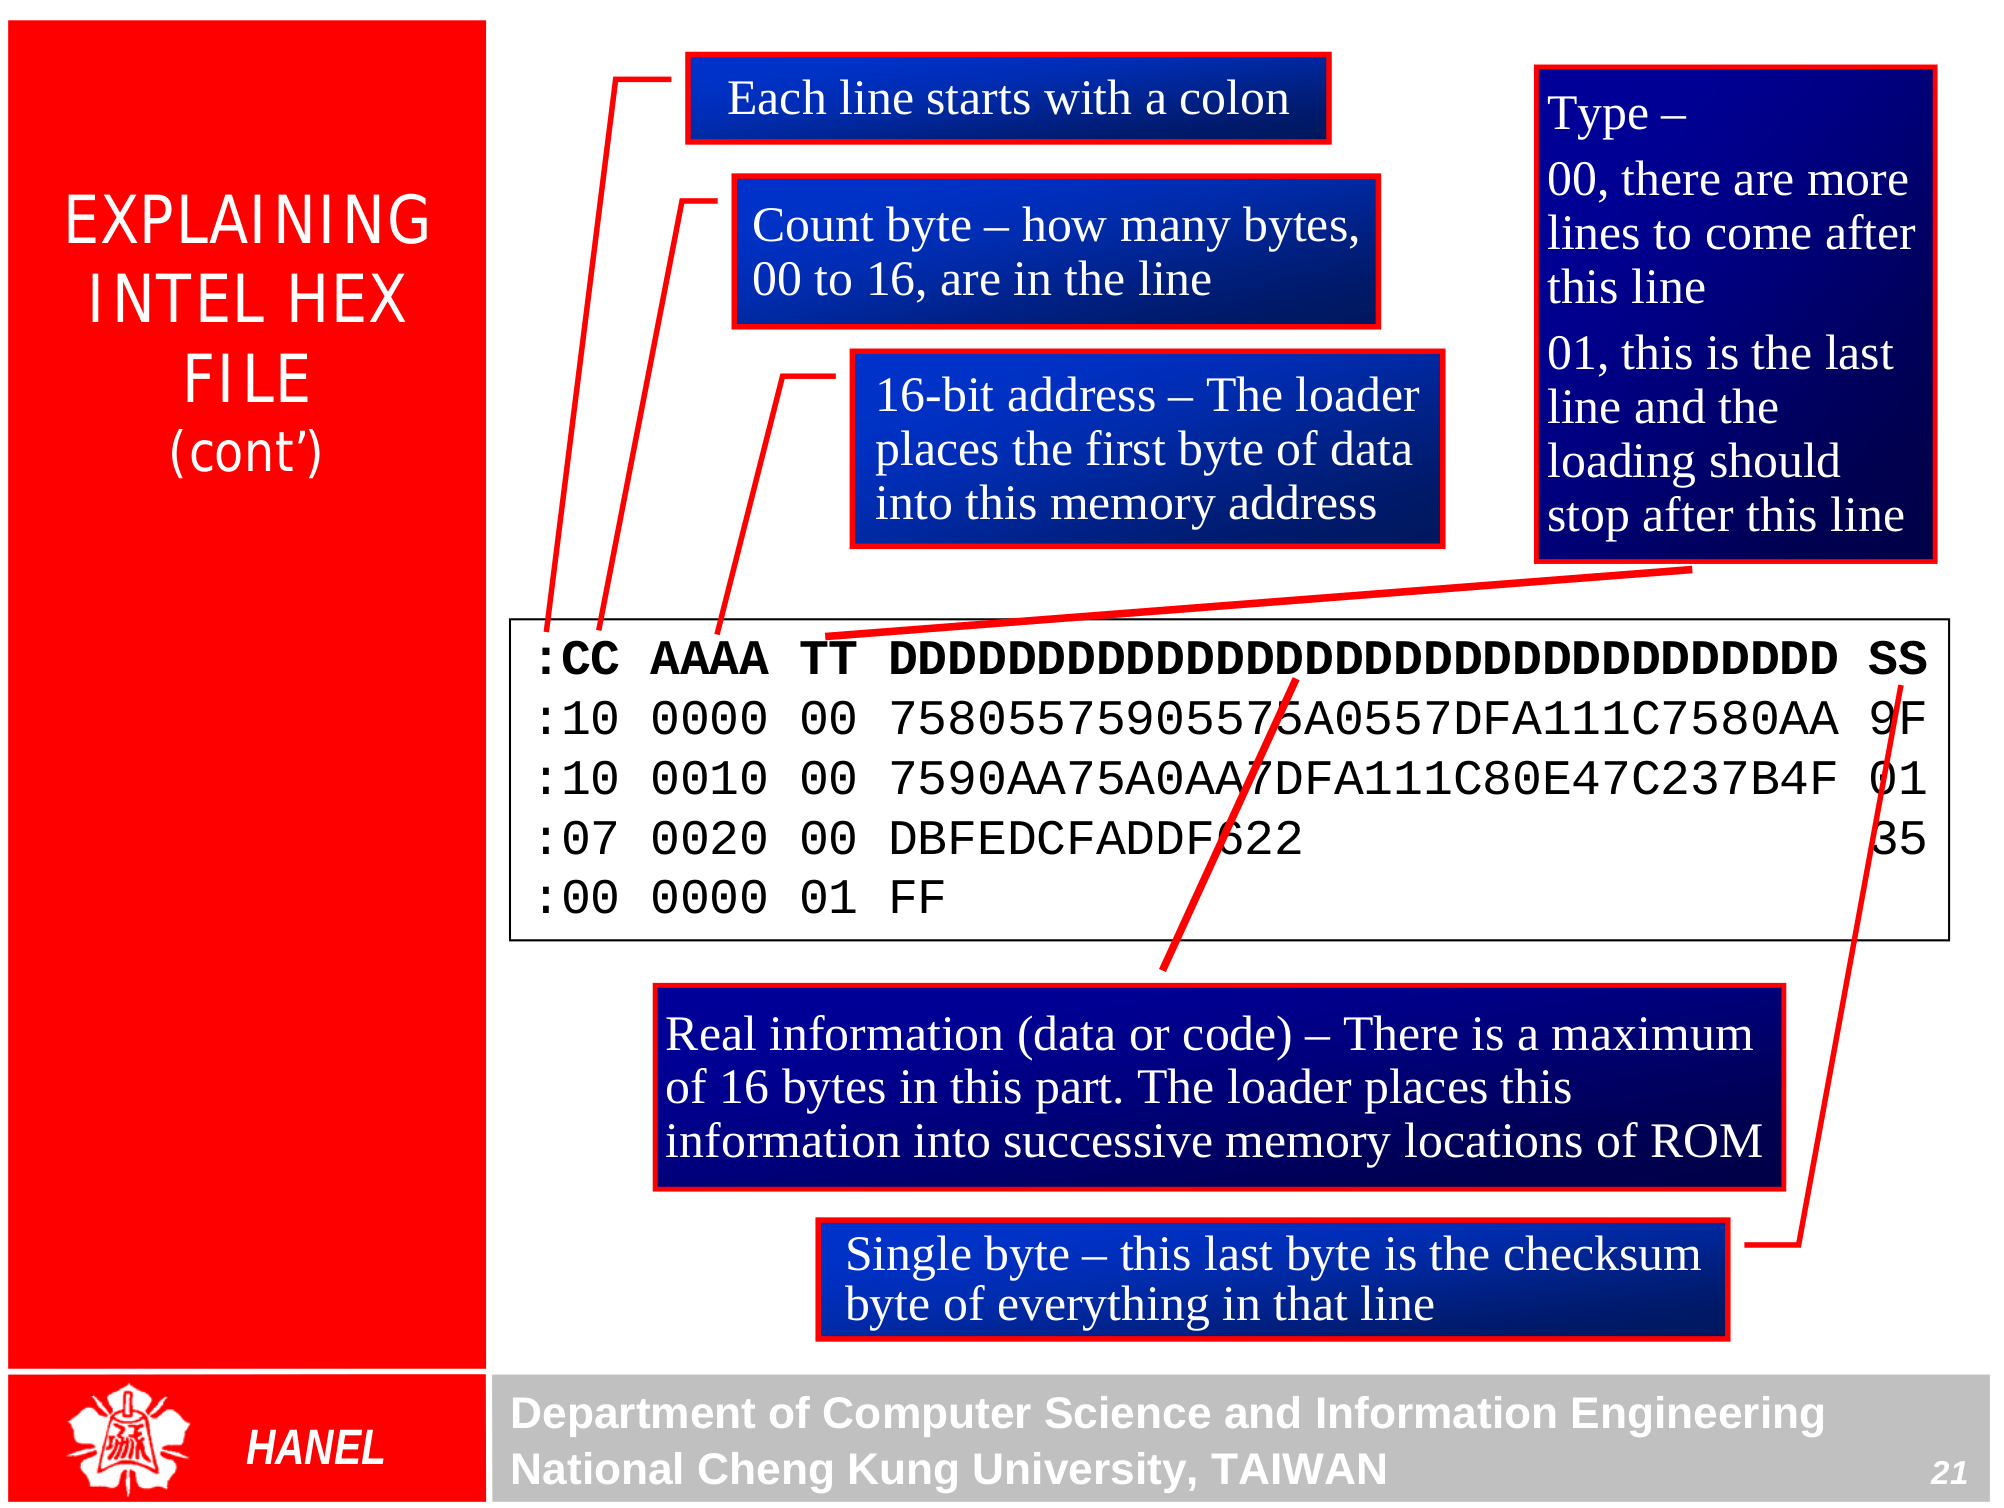 EXPLAINING
INTEL HEX
FILE
(cont’)
Each line starts with a colon
Count byte – how many bytes,
00 to 16, are in the line
16-bit address – The loader
places the first byte of data
into this memory address
Type –
00, there are more
lines to come after
this line
01, this is the last
line and the
loading should
stop after this line
:CC AAAA TT DDDDDDDDDDDDDDDDDDDDDDDDDDDDDDDD SS
:10 0000 00 75805575905575A0557DFA111C7580AA 9F
:10 0010 00 7590AA75A0AA7DFA111C80E47C237B4F 01
:07 0020 00 DBFEDCFADDF622 35
:00 0000 01 FF
Real information (data or code) – There is a maximum
of 16 bytes in this part. The loader places this
information into successive memory locations of ROM
Single byte – this last byte is the checksum
byte of everything in that line
HANEL
Department of Computer Science and Information Engineering
National Cheng Kung University, TAIWAN
21